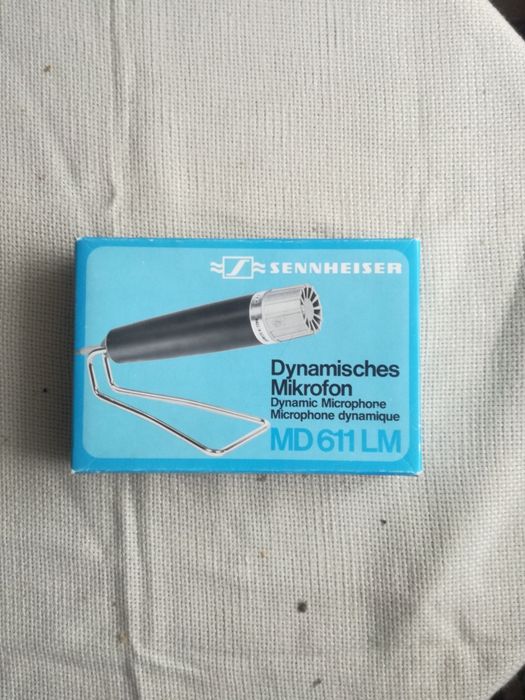 SENNHEISER
Dynamisches
Mikrofon
Dynamic Microphone
Microphone dynamique
MD 611 LM